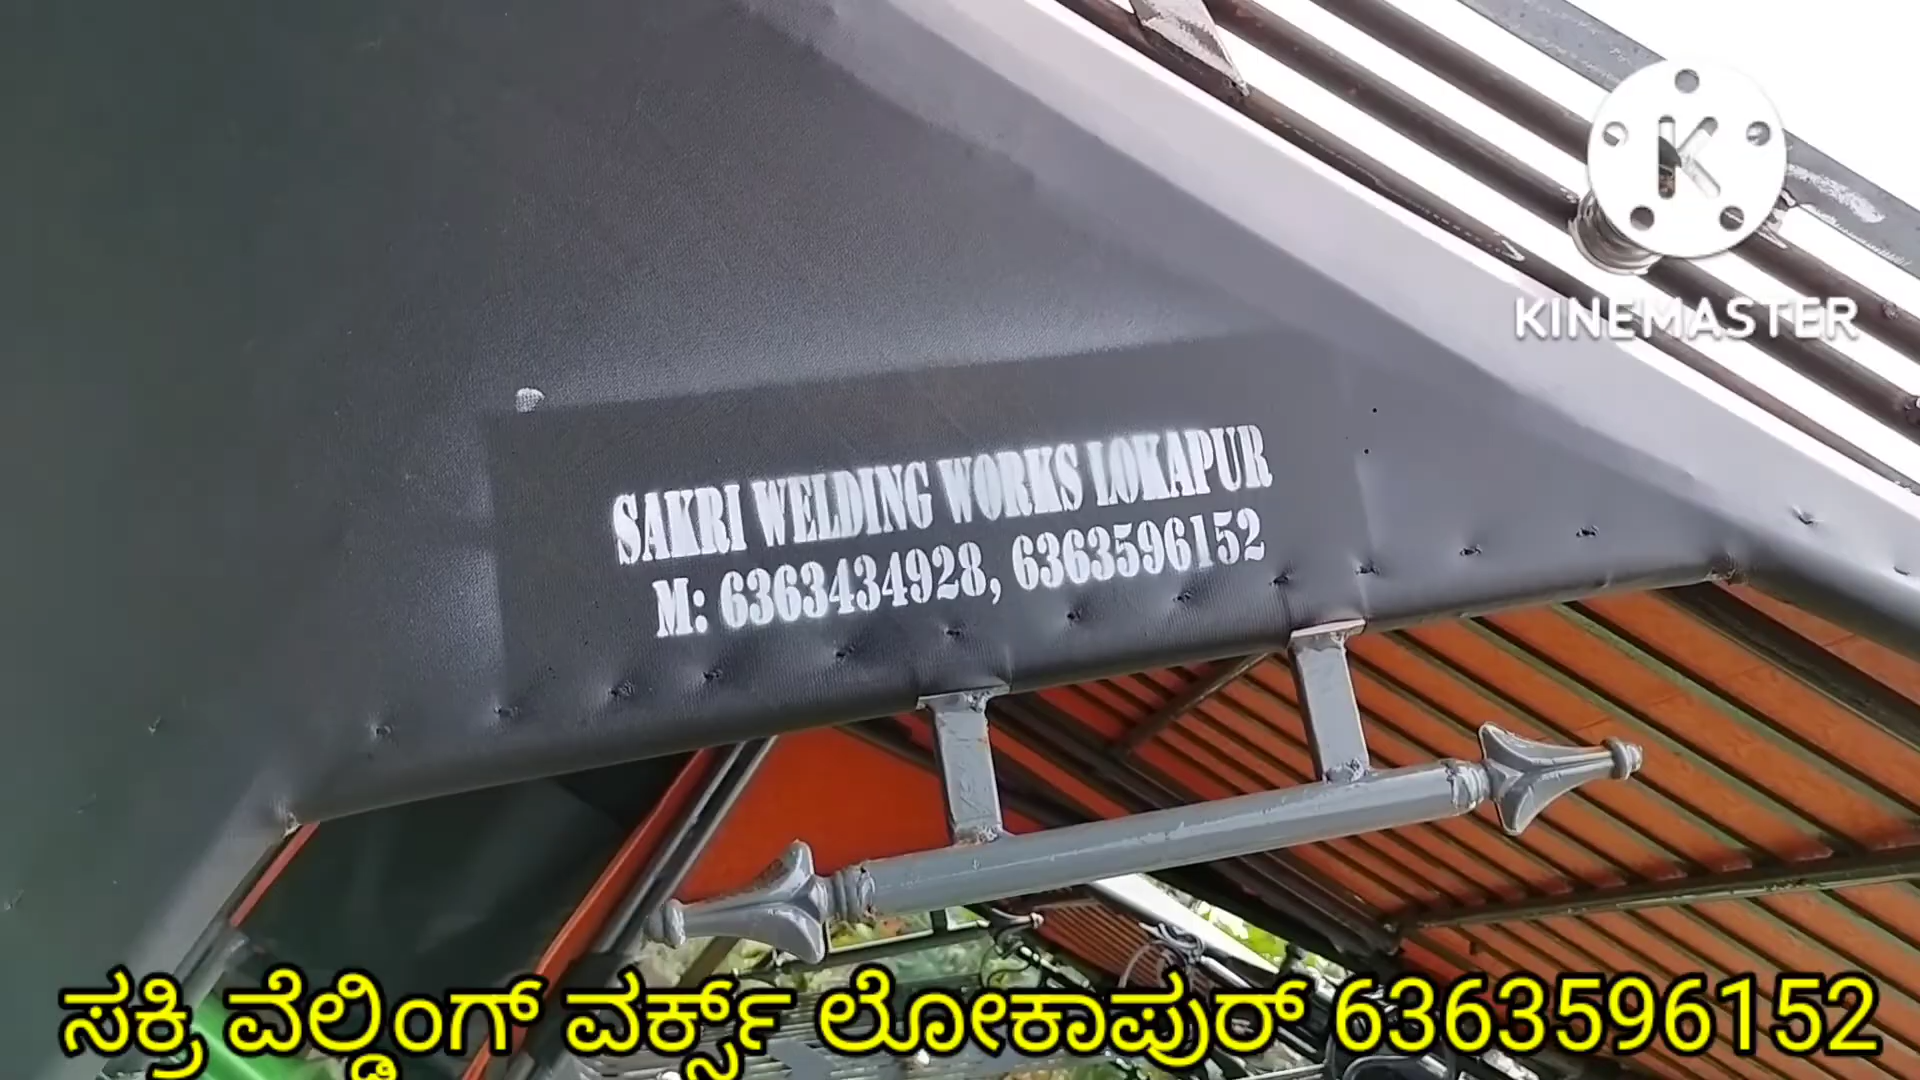 K
KINEMASTER
SAKRI WELDING WORKS LOKAPUR
M: 6363434928, 6363596152
ಸಕ್ರಿ ವೆಲ್ಡಿಂಗ್ ವರ್ಕ್ಸ್ ಲೋಕಾಪುರ್ 6363596152